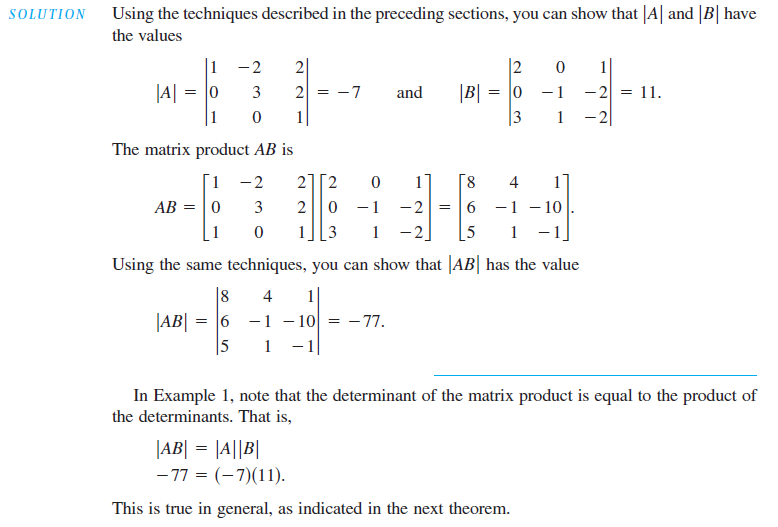 SOLUTION Using the techniques described in the preceding sections, you can show that |A| and |B| have
the values
|1 −2 2|
|A| = |0 3 2| = −7 and |B| = |0 −1 −2| = 11.
|1 0 1|
|2 0 1|
|3 1 −2|
The matrix product AB is
[1 −2 2][2 0 1] [8 4 1]
AB = [0 3 2][0 −1 −2] = [6 −1 −10].
[1 0 1][3 1 −2] [5 1 −1]
Using the same techniques, you can show that |AB| has the value
|8 4 1|
|AB| = |6 −1 −10| = −77.
|5 1 −1|
In Example 1, note that the determinant of the matrix product is equal to the product of
the determinants. That is,
|AB| = |A||B|
−77 = (−7)(11).
This is true in general, as indicated in the next theorem.